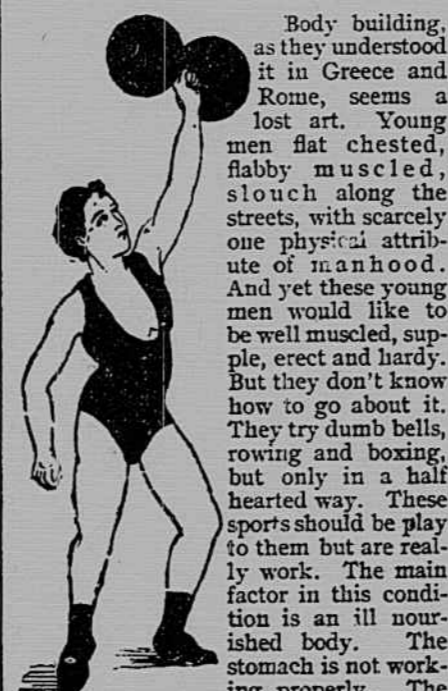 Body building,
as they understood
it in Greece and
Rome, seems a
lost art. Young
men flat chested,
flabby muscled,
slouch along the
streets, with scarcely
one physical attrib-
ute of manhood.
And yet these young
men would like to
be well muscled, sup-
ple, erect and hardy.
But they don't know
how to go about it.
They try dumb bells,
rowing and boxing,
but only in a half
hearted way. These
sports should be play
to them but are real-
ly work. The main
factor in this condi-
tion is an ill nour-
ished body. The
stomach is not work-
ing properly. The